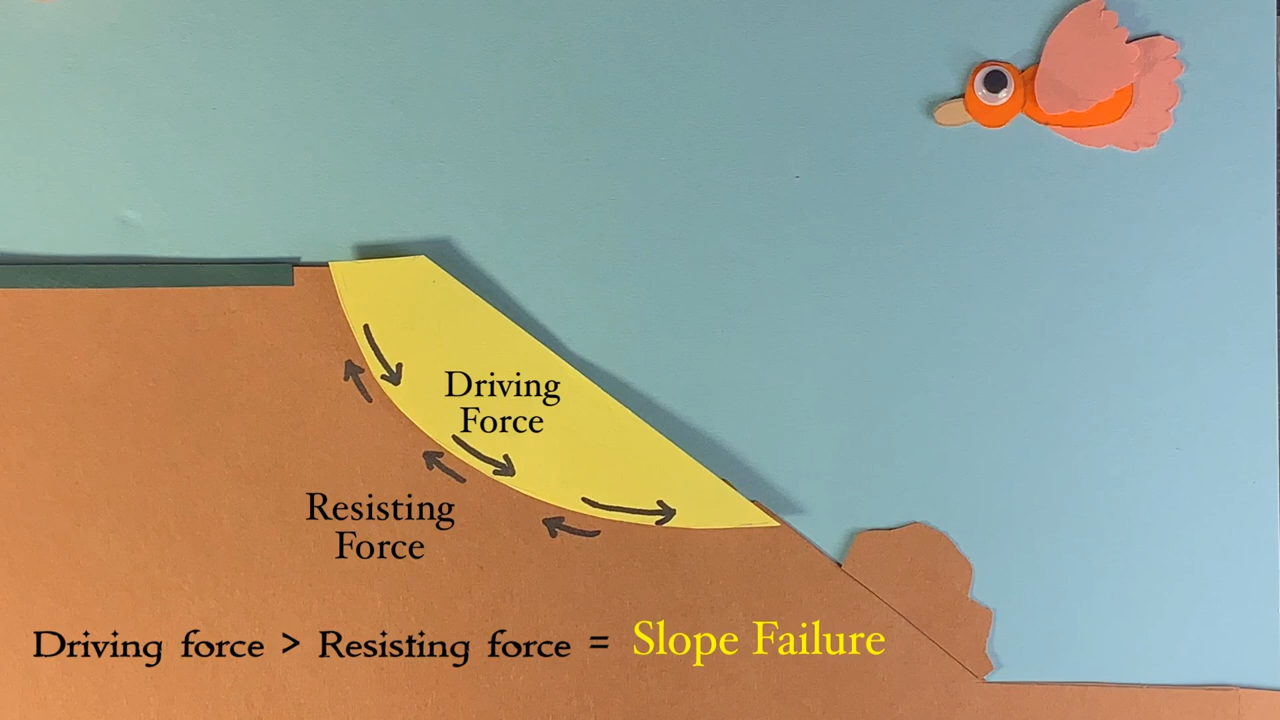 Driving
Force
Resisting
Force
Driving force > Resisting force = Slope Failure